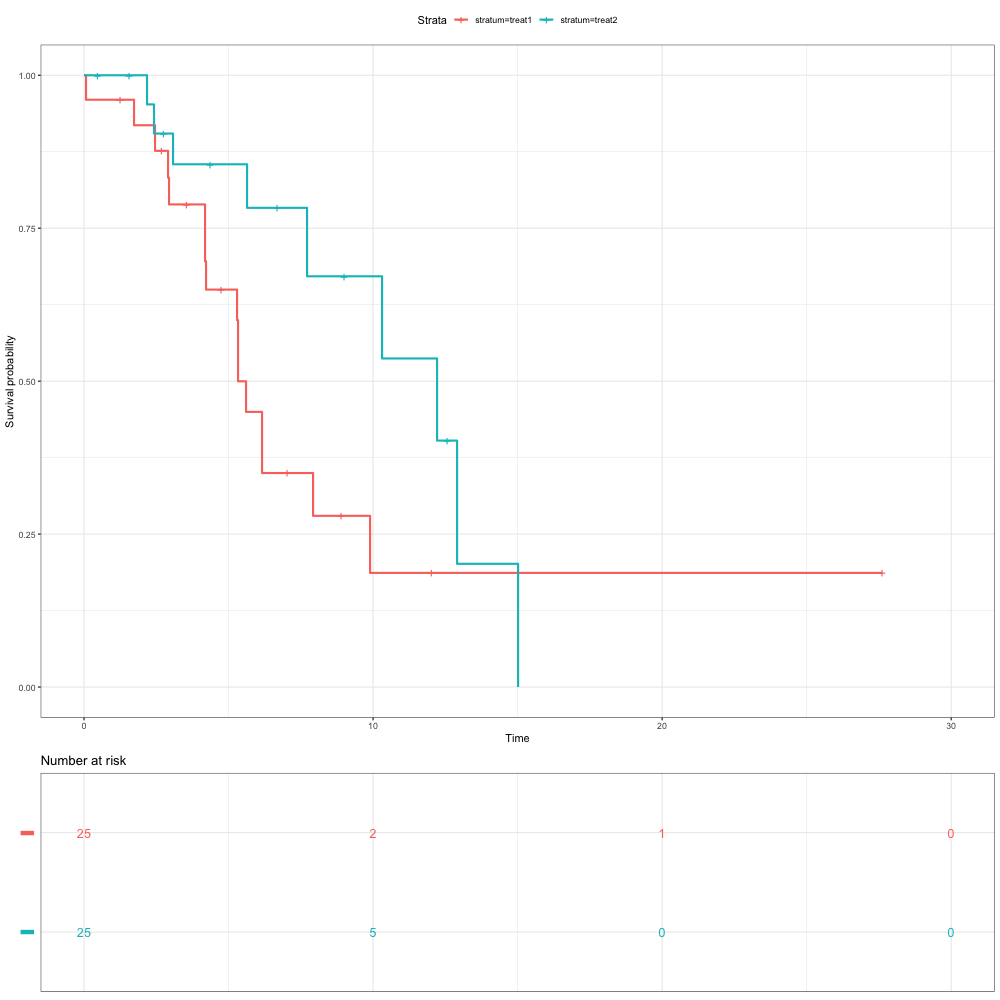 Strata stratum=treat1 stratum=treat2
Survival probability
1.00
0.75
0.50
0.25
0.00
0 10 20 30
Time
Number at risk
25 2 1 0
25 5 0 0